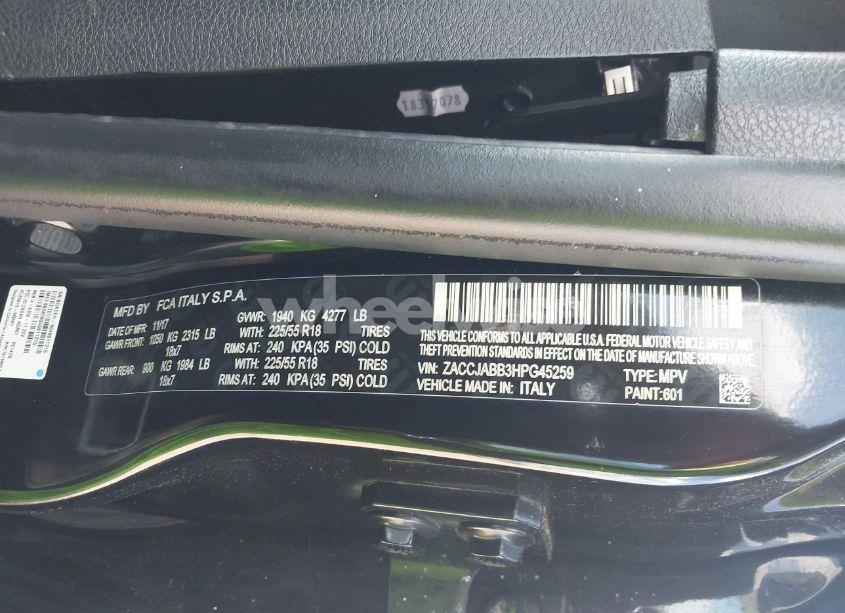 18317078
MFD BY FCA ITALY S.P.A.
DATE OF MFR: 11/17 GVWR: 1940 KG 4277 LB
GAWR FRONT: 1050 KG 2315 LB WITH: 225/55 R18 TIRES
18x7 RIMS AT: 240 KPA(35 PSI) COLD
GAWR REAR: 900 KG 1984 LB WITH: 225/55 R18 TIRES
18x7 RIMS AT: 240 KPA(35 PSI) COLD
THIS VEHICLE CONFORMS TO ALL APPLICABLE U.S.A. FEDERAL MOTOR VEHICLE SAFETY, BUMPER, AND
THEFT PREVENTION STANDARDS IN EFFECT ON THE DATE OF MANUFACTURE SHOWN ABOVE.
VIN: ZACCJABB3HPG45259 TYPE: MPV
VEHICLE MADE IN: ITALY PAINT: 601